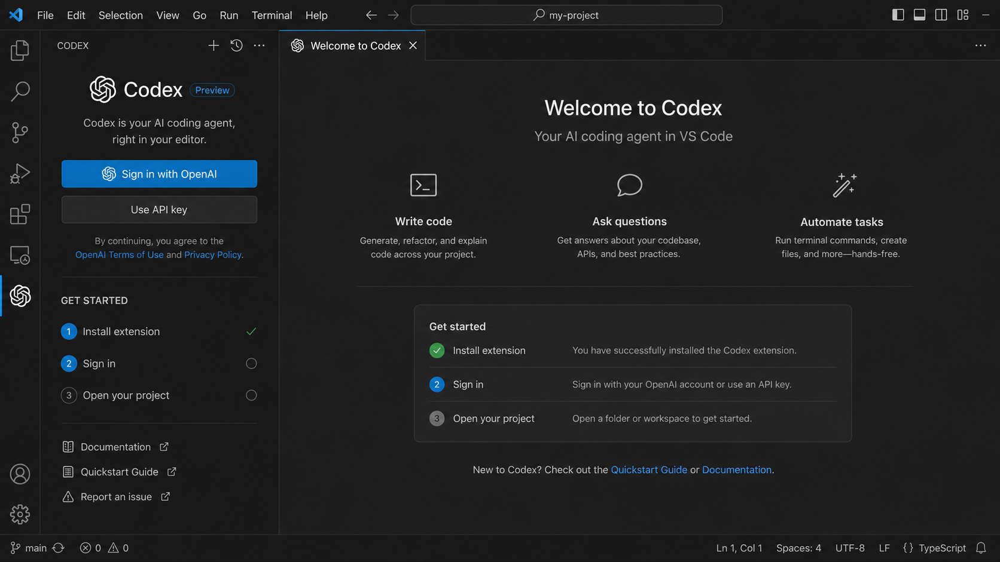 File Edit Selection View Go Run Terminal Help
my-project
CODEX
Welcome to Codex
Codex Preview
Codex is your AI coding agent,
right in your editor.
Sign in with OpenAI
Use API key
By continuing, you agree to the
OpenAI Terms of Use and Privacy Policy.
GET STARTED
1 Install extension
2 Sign in
3 Open your project
Documentation
Quickstart Guide
Report an issue
Welcome to Codex
Your AI coding agent in VS Code
Write code
Generate, refactor, and explain
code across your project.
Ask questions
Get answers about your codebase,
APIs, and best practices.
Automate tasks
Run terminal commands, create
files, and more—hands-free.
Get started
Install extension You have successfully installed the Codex extension.
2 Sign in Sign in with your OpenAI account or use an API key.
3 Open your project Open a folder or workspace to get started.
New to Codex? Check out the Quickstart Guide or Documentation.
main 0 0 Ln 1, Col 1 Spaces: 4 UTF-8 LF {} TypeScript